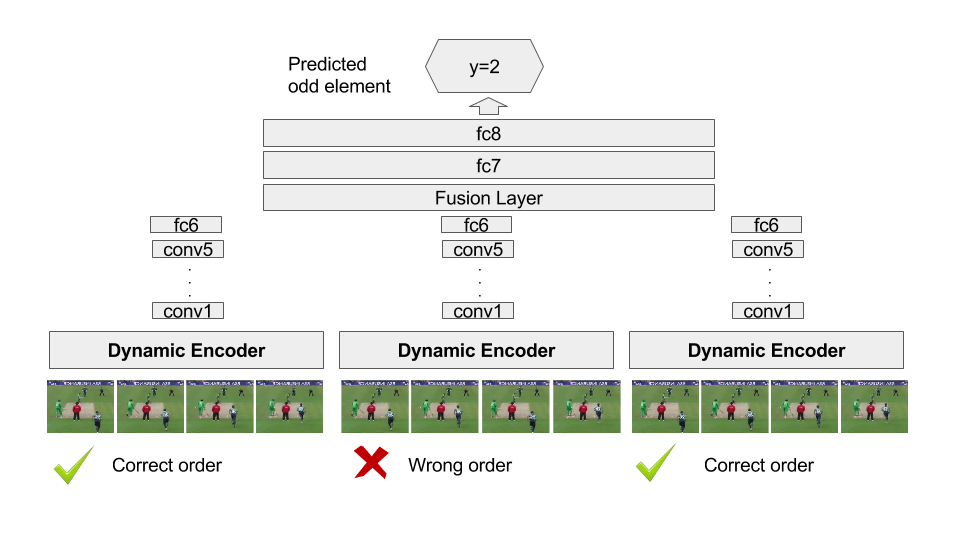 Predicted
odd element
y=2
fc8
fc7
Fusion Layer
fc6 fc6 fc6
conv5 conv5 conv5
conv1 conv1 conv1
Dynamic Encoder Dynamic Encoder Dynamic Encoder
Correct order Wrong order Correct order